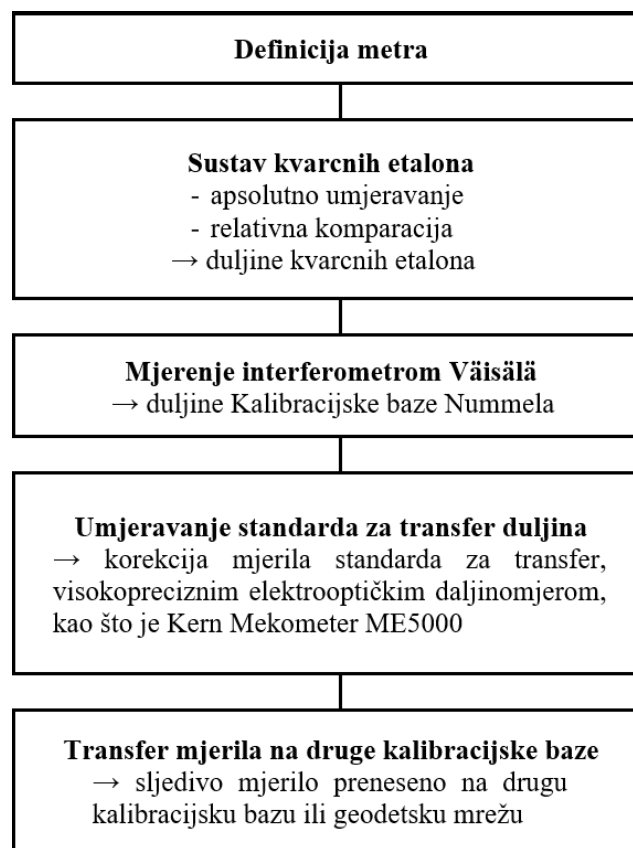 Definicija metra
Sustav kvarcnih etalona
- apsolutno umjeravanje
- relativna komparacija
→ duljine kvarcnih etalona
Mjerenje interferometrom Väisälä
→ duljine Kalibracijske baze Nummela
Umjeravanje standarda za transfer duljina
→ korekcija mjerila standarda za transfer,
visokopreciznim elektrooptičkim daljinomjerom,
kao što je Kern Mekometer ME5000
Transfer mjerila na druge kalibracijske baze
→ sljedivo mjerilo preneseno na drugu
kalibracijsku bazu ili geodetsku mrežu